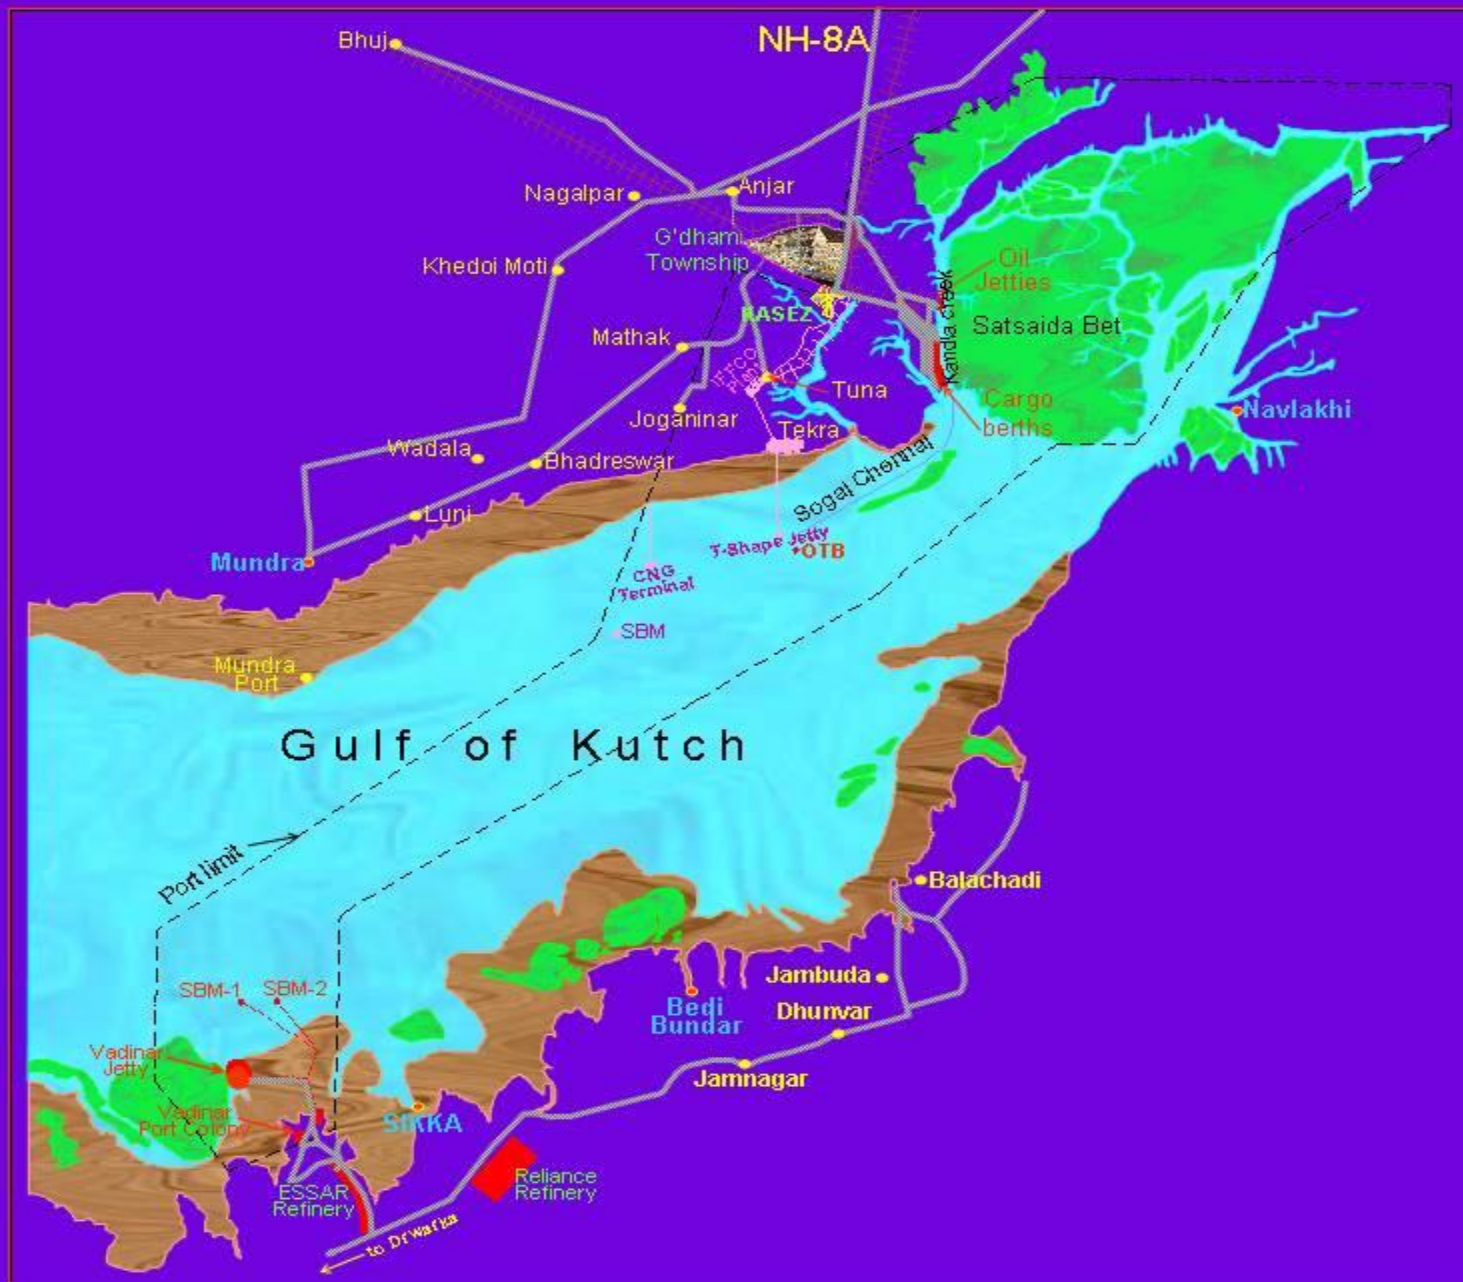 Bhuj
NH-8A
Nagalpar
Anjar
G'dham
Township
Khedoi Moti
Oil
Jetties
KASEZ
Kandla creek
Satsaida Bet
Mathak
IFFCO
Tuna
Joganinar
Cargo
berths
Navlakhi
Tekra
Wadala
Bhadreswar
Sogal Chennal
Luni
T-Shape Jetty
OTB
Mundra
CNG
Terminal
SBM
Mundra
Port
Gulf of Kutch
Port limit
Balachadi
Jambuda
SBM-1
SBM-2
Bedi
Bundar
Dhunvar
Vadinar
Jetty
Jamnagar
Vadinar
Port Colony
SIKKA
ESSAR
Refinery
Reliance
Refinery
to Drwarka